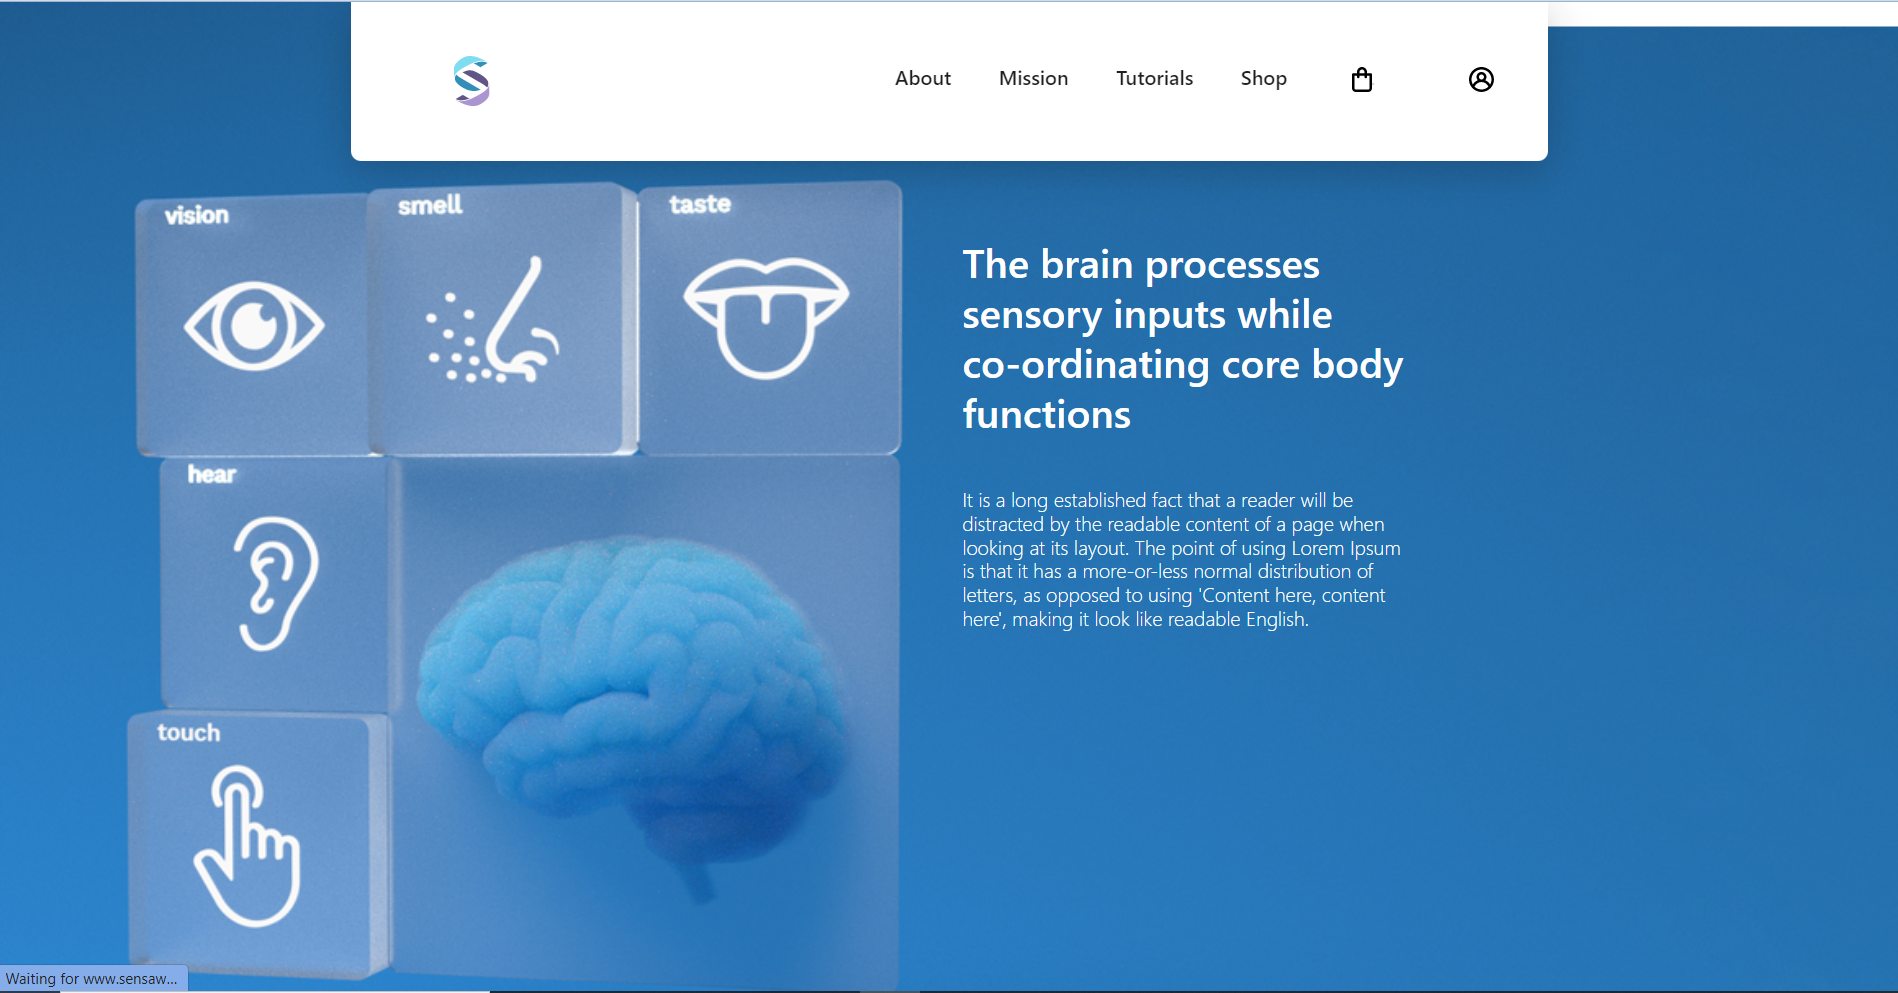 About Mission Tutorials Shop
vision
smell
taste
hear
touch
The brain processes
sensory inputs while
co-ordinating core body
functions
It is a long established fact that a reader will be
distracted by the readable content of a page when
looking at its layout. The point of using Lorem Ipsum
is that it has a more-or-less normal distribution of
letters, as opposed to using 'Content here, content
here', making it look like readable English.
Waiting for www.sensaw...